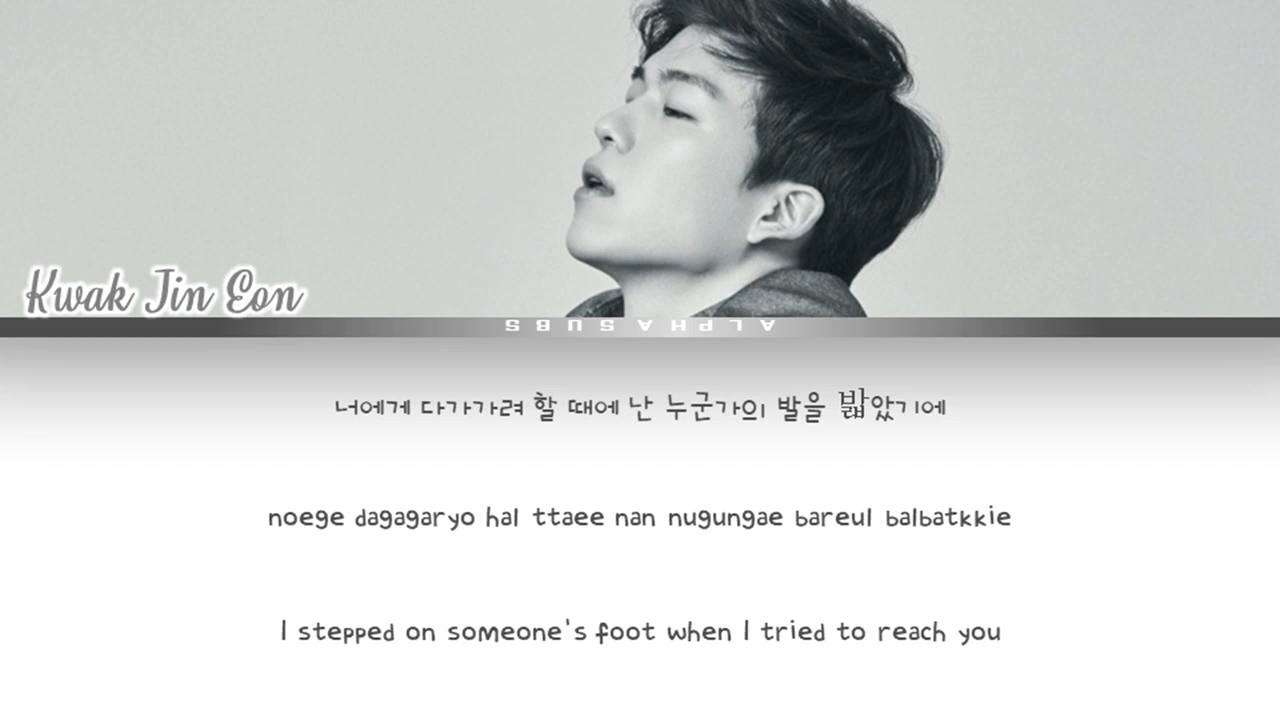 Kwak Jin Eon
ALPHASUBS
너에게 다가가려 할 때에 난 누군가의 발을 밟았기에
noege dagagaryo hal ttaee nan nugungae bareul balbatkkie
I stepped on someone's foot when I tried to reach you